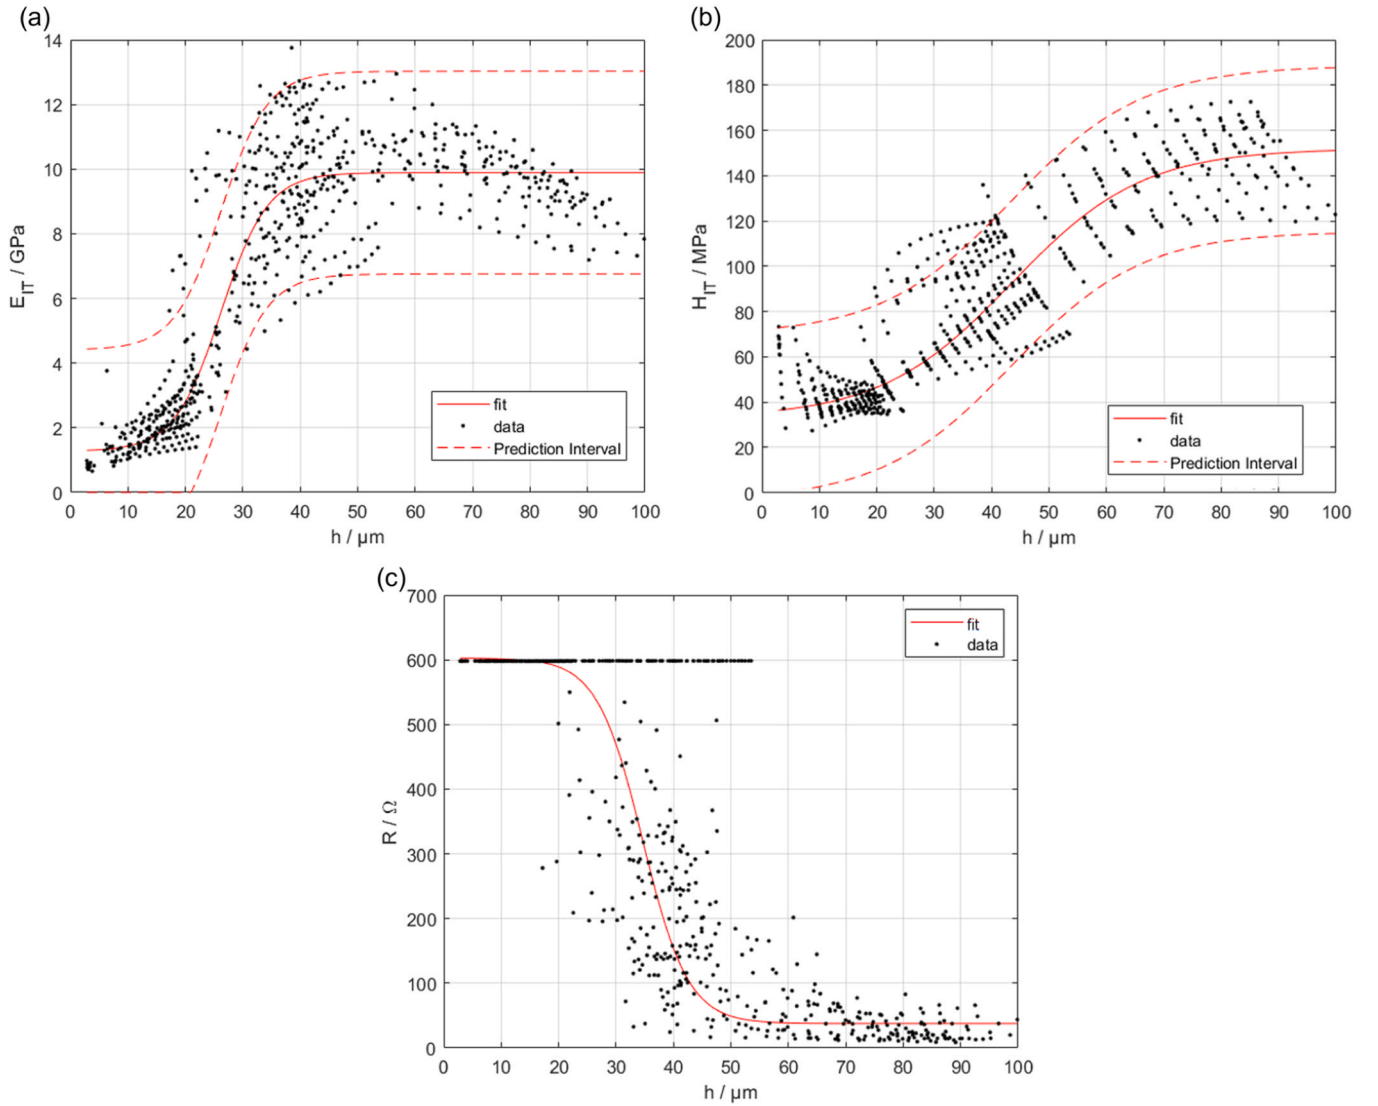 (a)
14
12
10
8
6
4
2
0
E_IT / GPa
0 10 20 30 40 50 60 70 80 90 100
h / µm
fit
data
Prediction Interval
(b)
200
180
160
140
120
100
80
60
40
20
0
H_IT / MPa
0 10 20 30 40 50 60 70 80 90 100
h / µm
fit
data
Prediction Interval
(c)
700
600
500
400
300
200
100
0
R / Ω
0 10 20 30 40 50 60 70 80 90 100
h / µm
fit
data